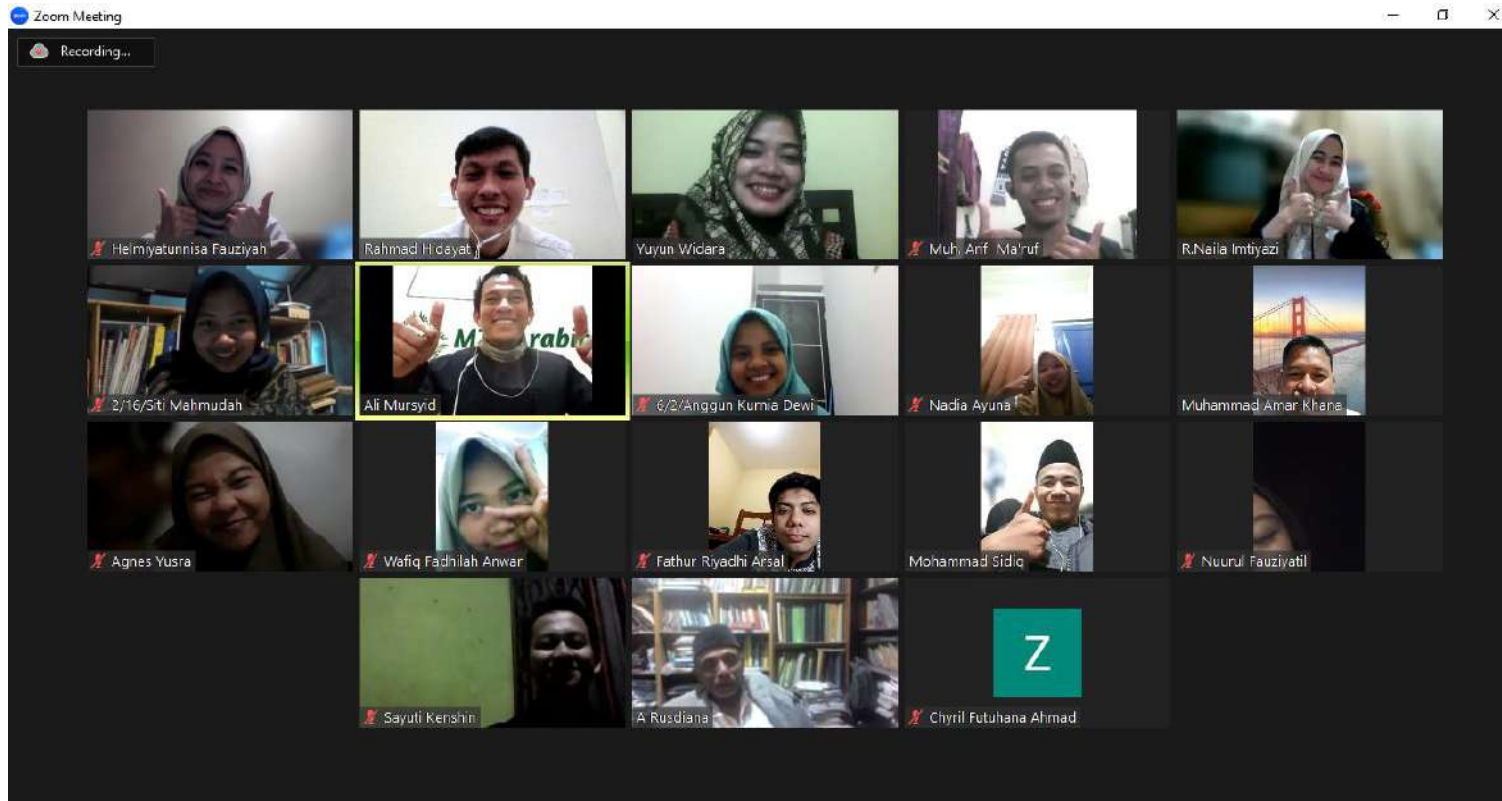 Zoom Meeting
Recording...
Helmiyatunnisa Fauziyah
Rahmad Hidayat
Yuyun Widara
Muh. Arif Ma'ruf
R.Naila Imtiyazi
2/16/Siti Mahmudah
Ali Mursyid
6/2/Anggun Kurnia Dewi
Nadia Ayuna
Muhammad Amar Khana
Agnes Yusra
Wafiq Fadhilah Anwar
Fathur Riyadhi Arsal
Mohammad Sidiq
Nuurul Fauziyatil
Sayuti Kenshin
A Rusdiana
Z
Chyril Futuhana Ahmad